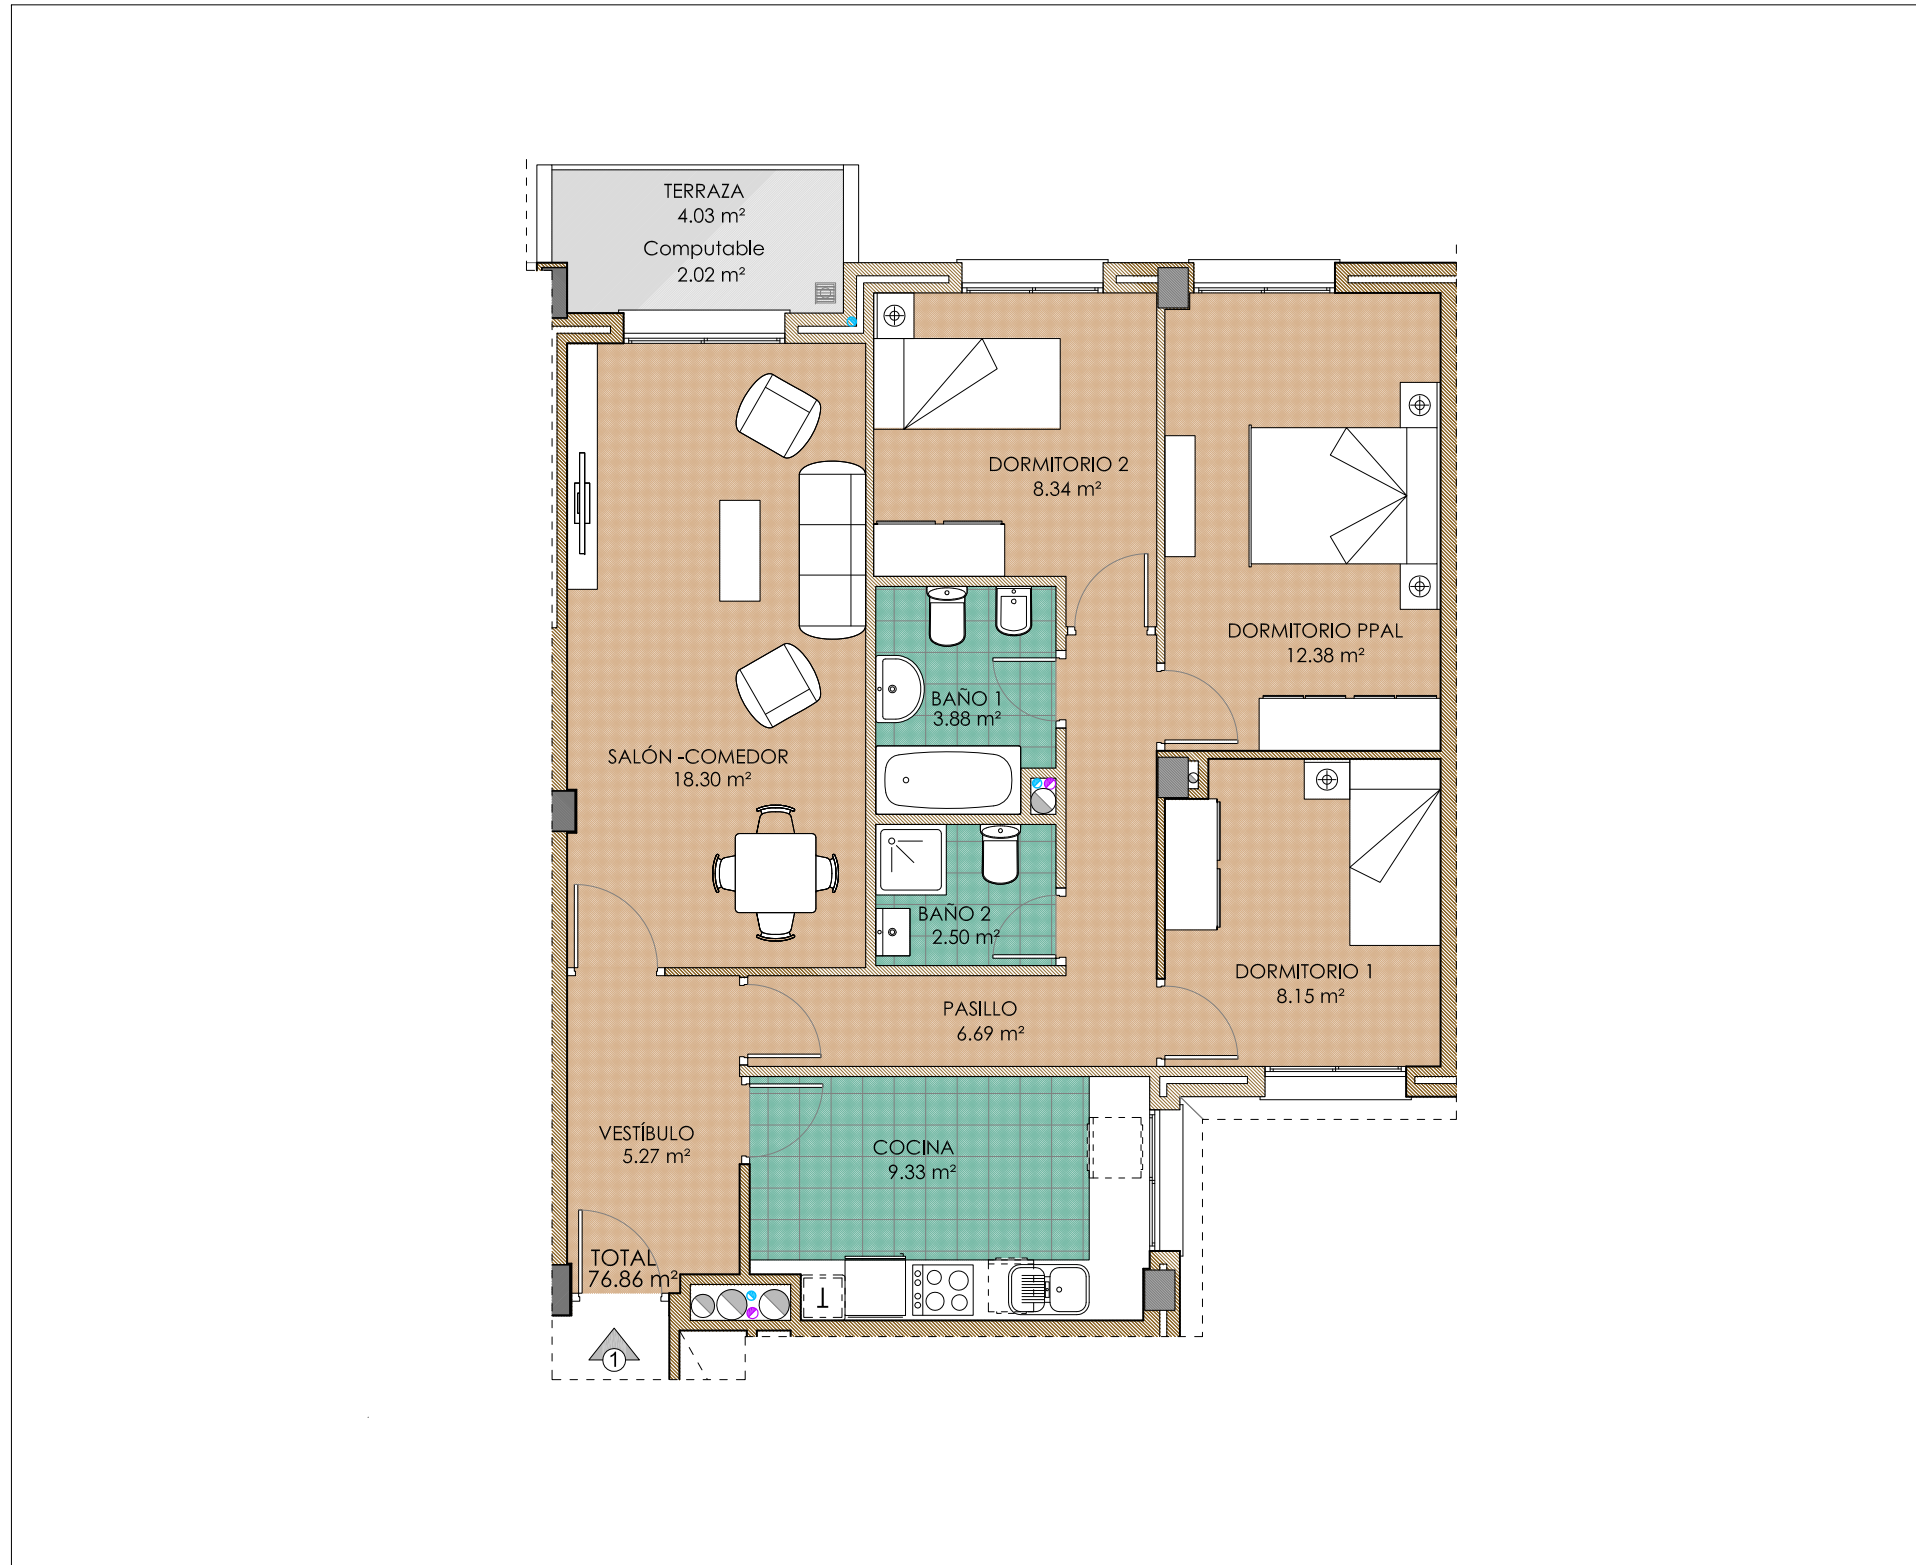 TERRAZA
4.03 m²
Computable
2.02 m²
DORMITORIO 2
8.34 m²
DORMITORIO PPAL
12.38 m²
BAÑO 1
3.88 m²
SALÓN -COMEDOR
18.30 m²
BAÑO 2
2.50 m²
DORMITORIO 1
8.15 m²
PASILLO
6.69 m²
VESTÍBULO
5.27 m²
COCINA
9.33 m²
TOTAL
76.86 m²
1